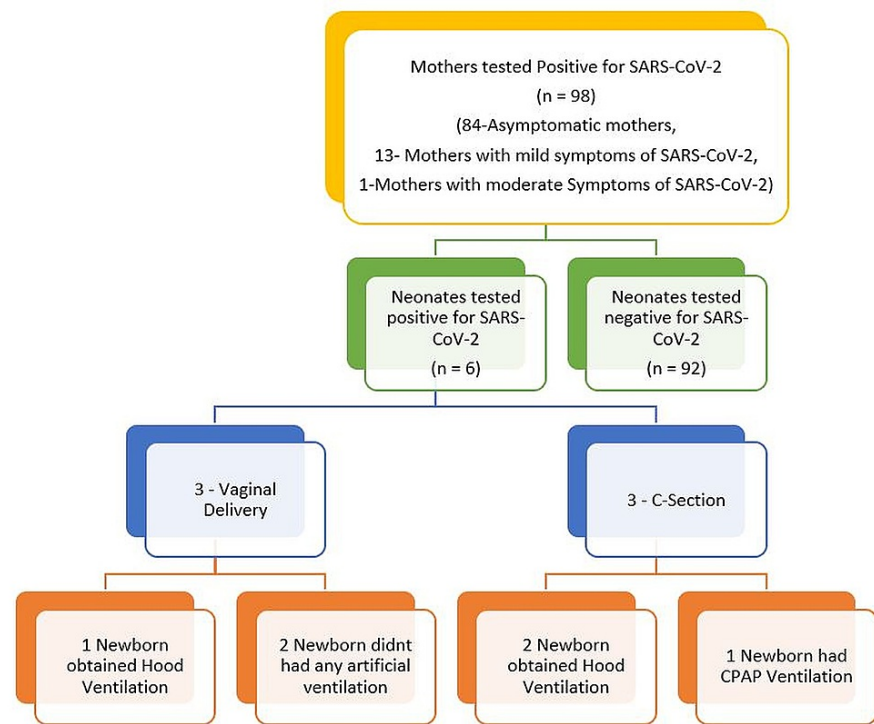 Mothers tested Positive for SARS-CoV-2
(n = 98)
(84-Asymptomatic mothers,
13- Mothers with mild symptoms of SARS-CoV-2,
1-Mothers with moderate Symptoms of SARS-CoV-2)
Neonates tested
positive for SARS-
CoV-2
(n = 6)
Neonates tested
negative for SARS-
CoV-2
(n = 92)
3 - Vaginal
Delivery
3 - C-Section
1 Newborn
obtained Hood
Ventilation
2 Newborn didnt
had any artificial
ventilation
2 Newborn
obtained Hood
Ventilation
1 Newborn had
CPAP Ventilation